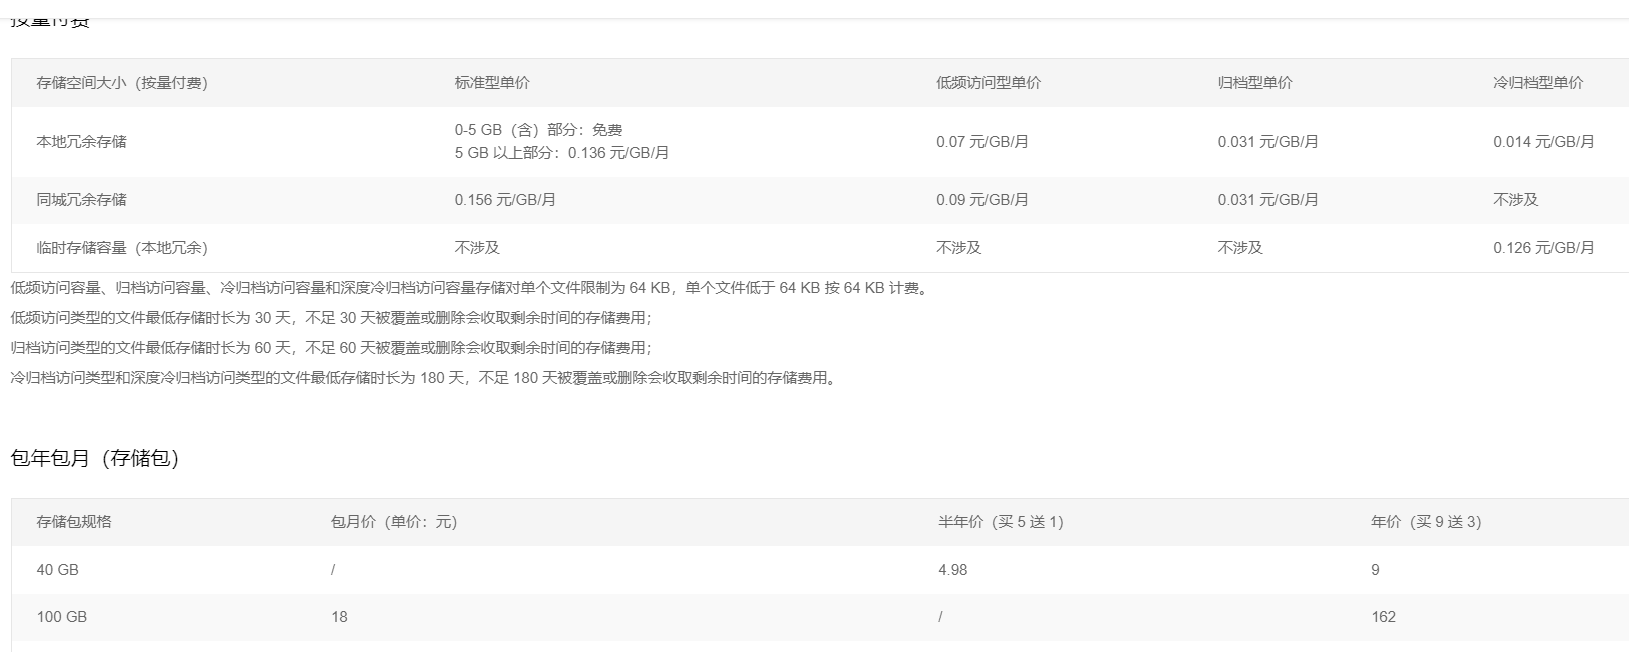 按量付费
存储空间大小（按量付费） 标准型单价 低频访问型单价 归档型单价 冷归档型单价
本地冗余存储 0-5 GB（含）部分：免费 0.07 元/GB/月 0.031 元/GB/月 0.014 元/GB/月
5 GB 以上部分：0.136 元/GB/月
同城冗余存储 0.156 元/GB/月 0.09 元/GB/月 0.031 元/GB/月 不涉及
临时存储容量（本地冗余） 不涉及 不涉及 不涉及 0.126 元/GB/月
低频访问容量、归档访问容量、冷归档访问容量和深度冷归档访问容量存储对单个文件限制为 64 KB，单个文件低于 64 KB 按 64 KB 计费。
低频访问类型的文件最低存储时长为 30 天，不足 30 天被覆盖或删除会收取剩余时间的存储费用；
归档访问类型的文件最低存储时长为 60 天，不足 60 天被覆盖或删除会收取剩余时间的存储费用；
冷归档访问类型和深度冷归档访问类型的文件最低存储时长为 180 天，不足 180 天被覆盖或删除会收取剩余时间的存储费用。
包年包月（存储包）
存储包规格 包月价（单价：元） 半年价（买 5 送 1） 年价（买 9 送 3）
40 GB / 4.98 9
100 GB 18 / 162